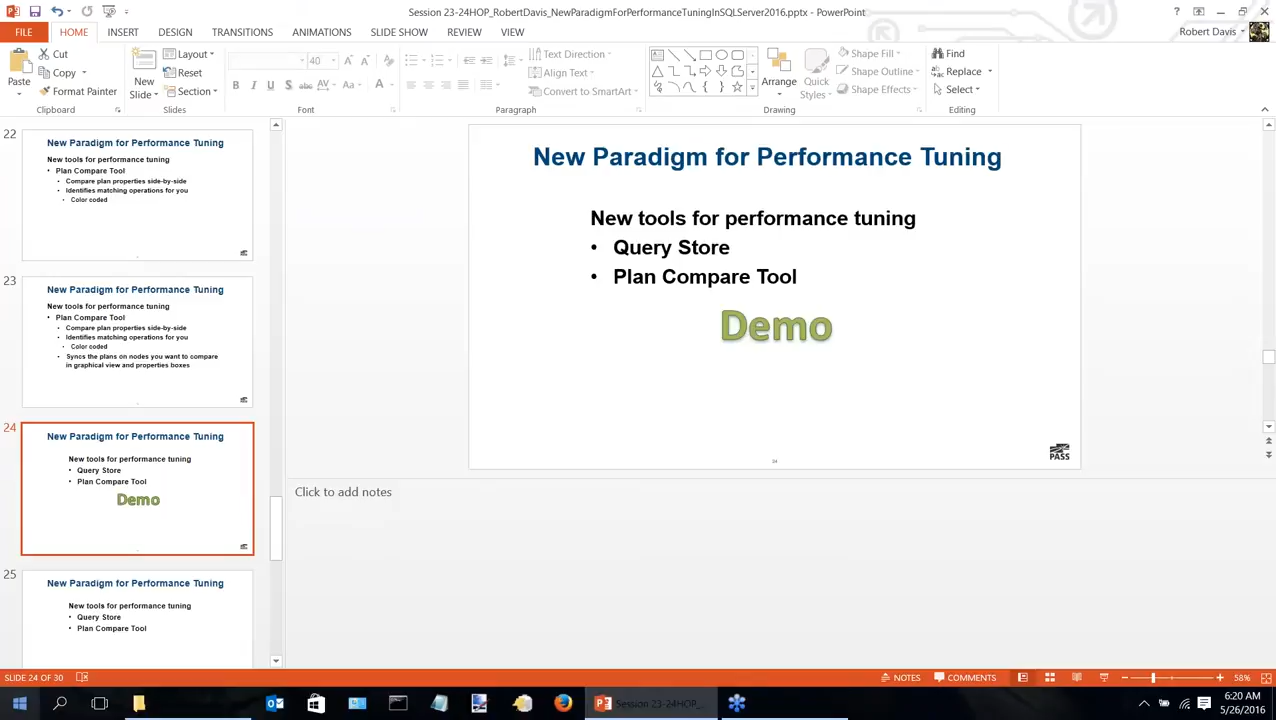 Session 23-24HOP_RobertDavis_NewParadigmForPerformanceTuningInSQLServer2016.pptx - PowerPoint
?
FILE HOME INSERT DESIGN TRANSITIONS ANIMATIONS SLIDE SHOW REVIEW VIEW Robert Davis
Paste
Cut
Copy
Format Painter
Clipboard
New
Slide
Layout
Reset
Section
Slides
40
B I U S abc AV Aa A
Font
Text Direction
Align Text
Convert to SmartArt
Paragraph
Arrange
Quick
Styles
Shape Fill
Shape Outline
Shape Effects
Drawing
Find
Replace
Select
Editing
22
New Paradigm for Performance Tuning
New tools for performance tuning
• Plan Compare Tool
• Compare plan properties side-by-side
• Identifies matching operations for you
• Color coded
23
New Paradigm for Performance Tuning
New tools for performance tuning
• Plan Compare Tool
• Compare plan properties side-by-side
• Identifies matching operations for you
• Color coded
• Syncs the plans on nodes you want to compare
in graphical view and properties boxes
24
New Paradigm for Performance Tuning
New tools for performance tuning
• Query Store
• Plan Compare Tool
Demo
25
New Paradigm for Performance Tuning
New tools for performance tuning
• Query Store
• Plan Compare Tool
New Paradigm for Performance Tuning
New tools for performance tuning
• Query Store
• Plan Compare Tool
Demo
24
PASS
Click to add notes
SLIDE 24 OF 30 NOTES COMMENTS 58%
Session 23-24HOP_...
6:20 AM
5/26/2016